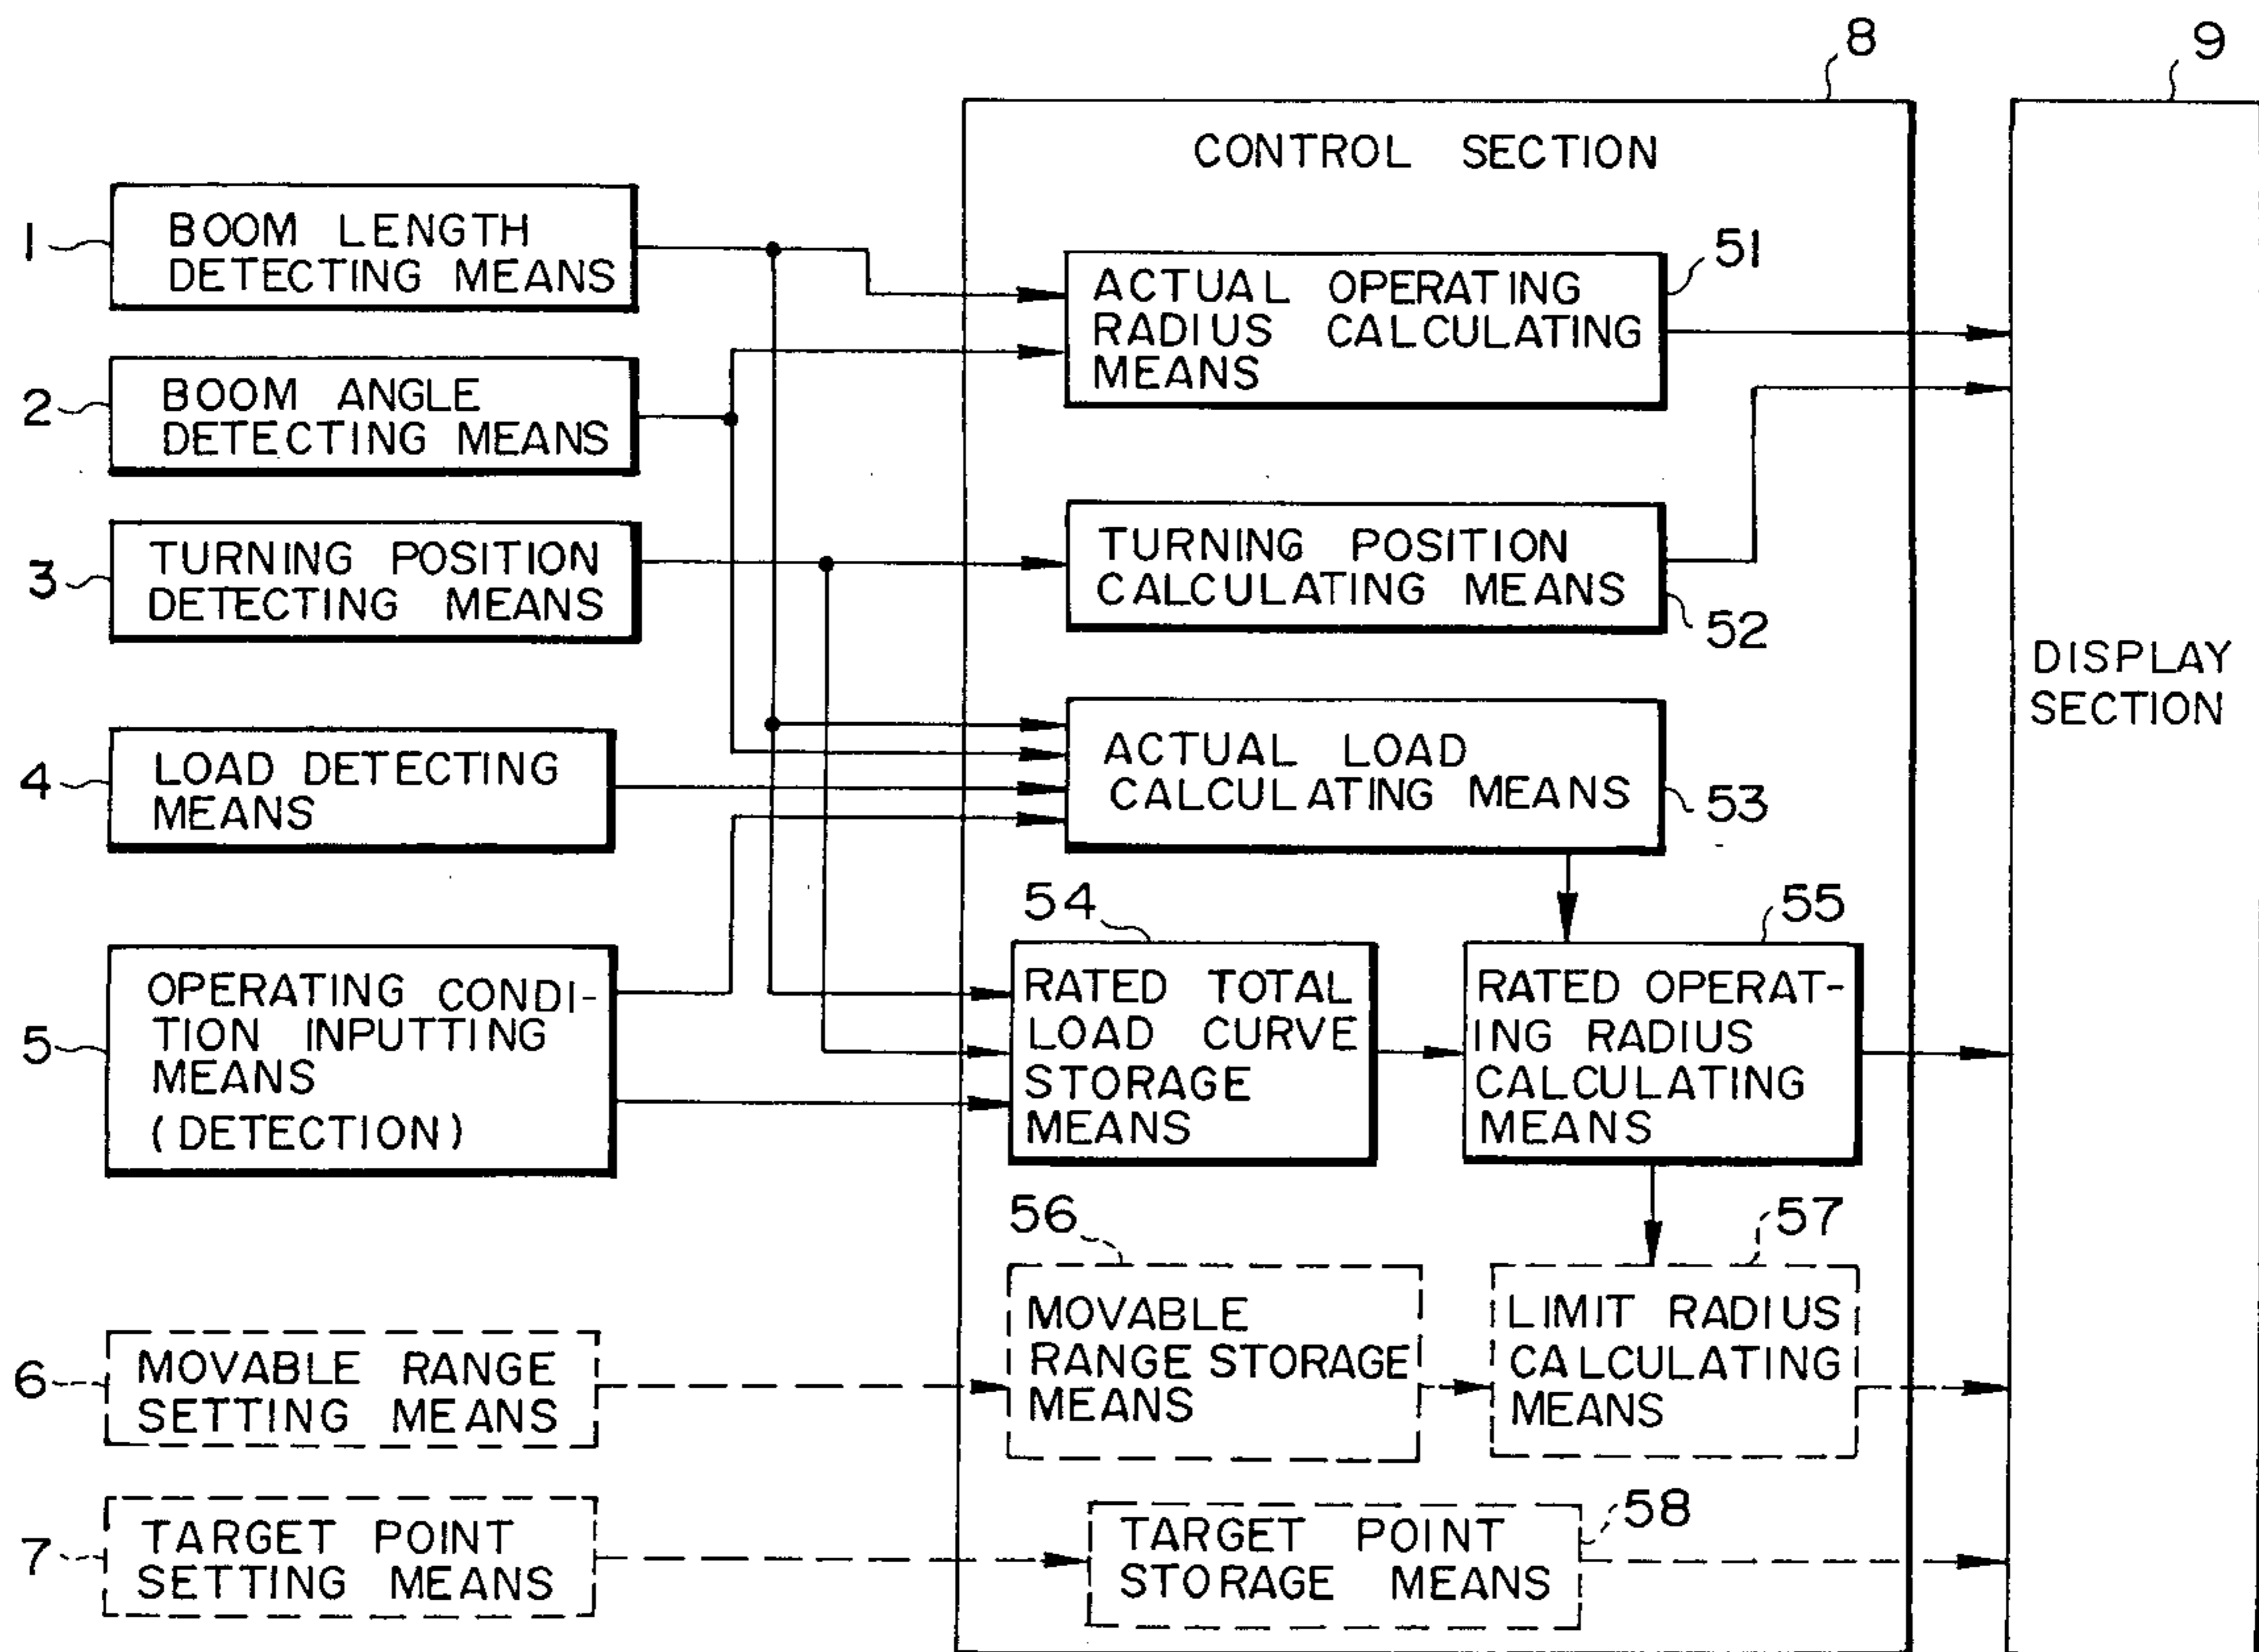 8
9
CONTROL SECTION
1
BOOM LENGTH
DETECTING MEANS
51
ACTUAL OPERATING
RADIUS CALCULATING
MEANS
2
BOOM ANGLE
DETECTING MEANS
3
TURNING POSITION
DETECTING MEANS
TURNING POSITION
CALCULATING MEANS
52
DISPLAY
SECTION
4
LOAD DETECTING
MEANS
ACTUAL LOAD
CALCULATING MEANS
53
54
55
5
OPERATING CONDI-
TION INPUTTING
MEANS
(DETECTION)
RATED TOTAL
LOAD CURVE
STORAGE
MEANS
RATED OPERAT-
ING RADIUS
CALCULATING
MEANS
56
57
6
MOVABLE RANGE
SETTING MEANS
MOVABLE
RANGE STORAGE
MEANS
LIMIT RADIUS
CALCULATING
MEANS
7
TARGET POINT
SETTING MEANS
TARGET POINT
STORAGE MEANS
58